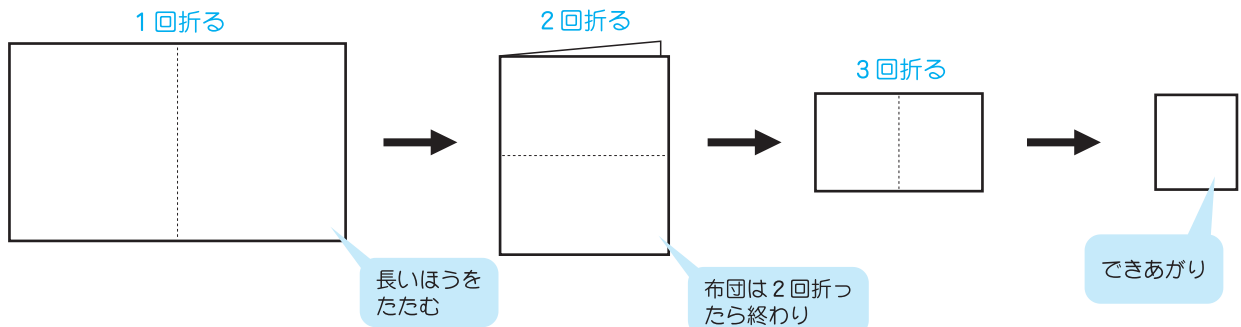 1回折る
2回折る
3回折る
長いほうを
たたむ
布団は2回折っ
たら終わり
できあがり